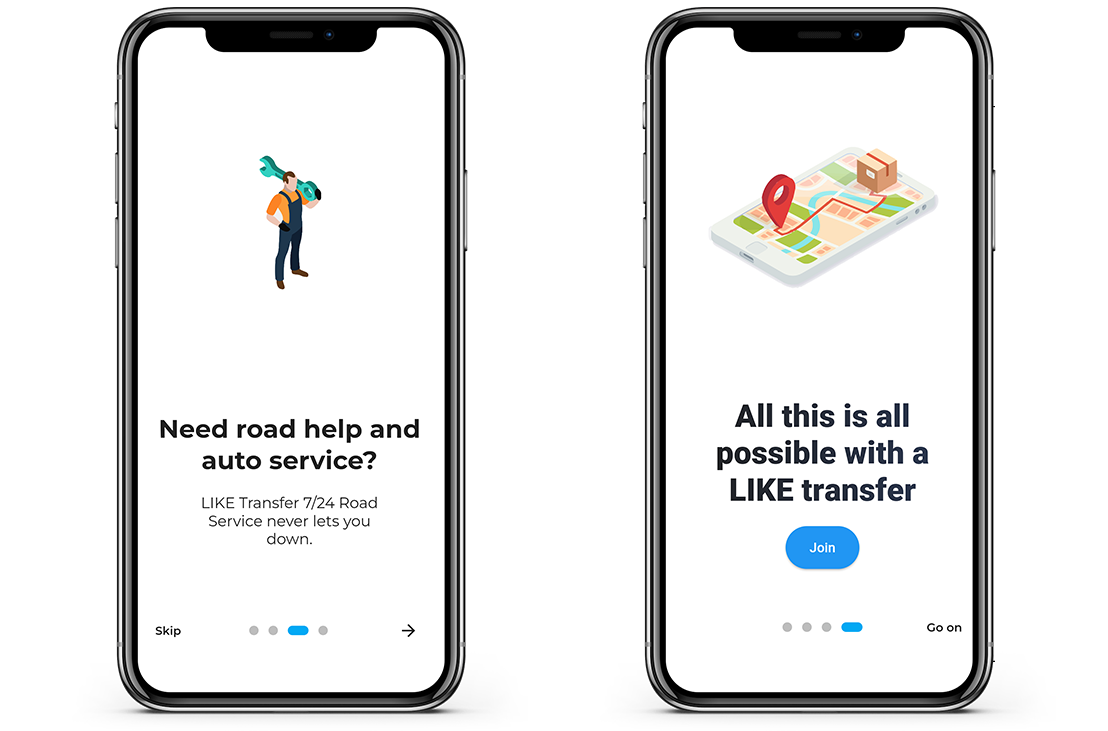 Need road help and
auto service?
LIKE Transfer 7/24 Road
Service never lets you
down.
Skip
All this is all
possible with a
LIKE transfer
Join
Go on